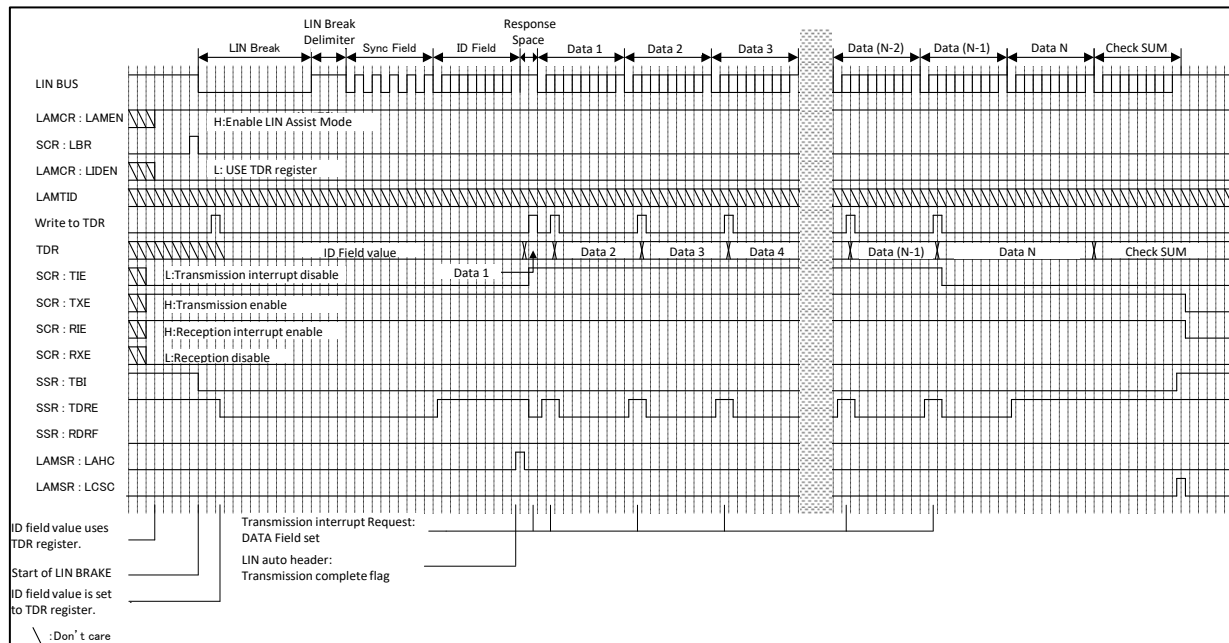 LIN Break
LIN Break
Delimiter
Sync Field
ID Field
Response
Space
Data 1
Data 2
Data 3
Data (N-2)
Data (N-1)
Data N
Check SUM
LIN BUS
LAMCR : LAMEN
H:Enable LIN Assist Mode
SCR : LBR
LAMCR : LIDEN
L: USE TDR register
LAMTID
Write to TDR
TDR
ID Field value
Data 2
Data 3
Data 4
Data (N-1)
Data N
Check SUM
SCR : TIE
L:Transmission interrupt disable
Data 1
SCR : TXE
H:Transmission enable
SCR : RIE
H:Reception interrupt enable
SCR : RXE
L:Reception disable
SSR : TBI
SSR : TDRE
SSR : RDRF
LAMSR : LAHC
LAMSR : LCSC
ID field value uses
TDR register.
Transmission interrupt Request:
DATA Field set
LIN auto header:
Transmission complete flag
Start of LIN BRAKE
ID field value is set
to TDR register.
:Don't care